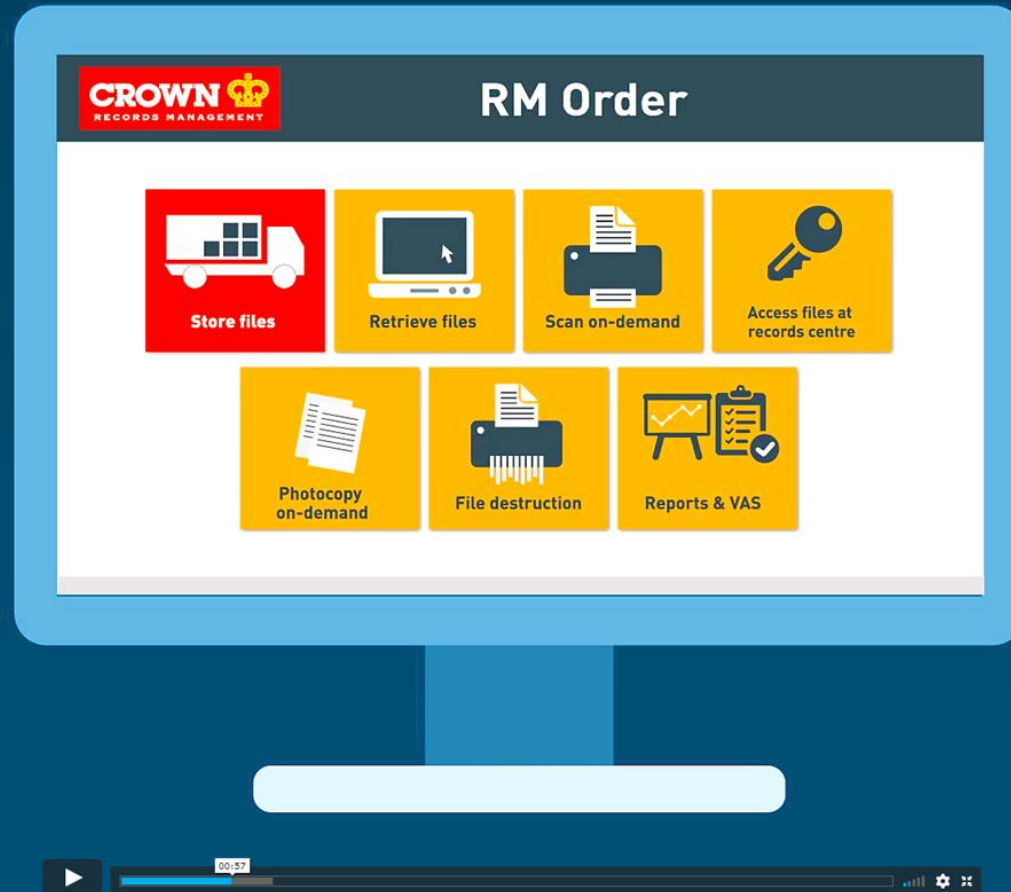 CROWN
RECORDS MANAGEMENT
RM Order
Store files
Retrieve files
Scan on-demand
Access files at
records centre
Photocopy
on-demand
File destruction
Reports & VAS
00:57